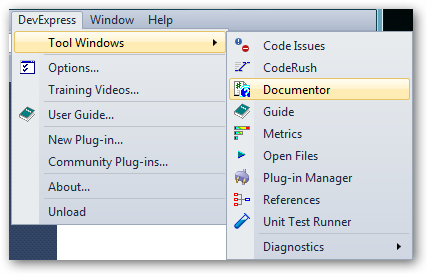 DevExpress Window Help
Tool Windows
Options...
Training Videos...
User Guide...
New Plug-in...
Community Plug-ins...
About...
Unload
Code Issues
CodeRush
Documentor
Guide
Metrics
Open Files
Plug-in Manager
References
Unit Test Runner
Diagnostics